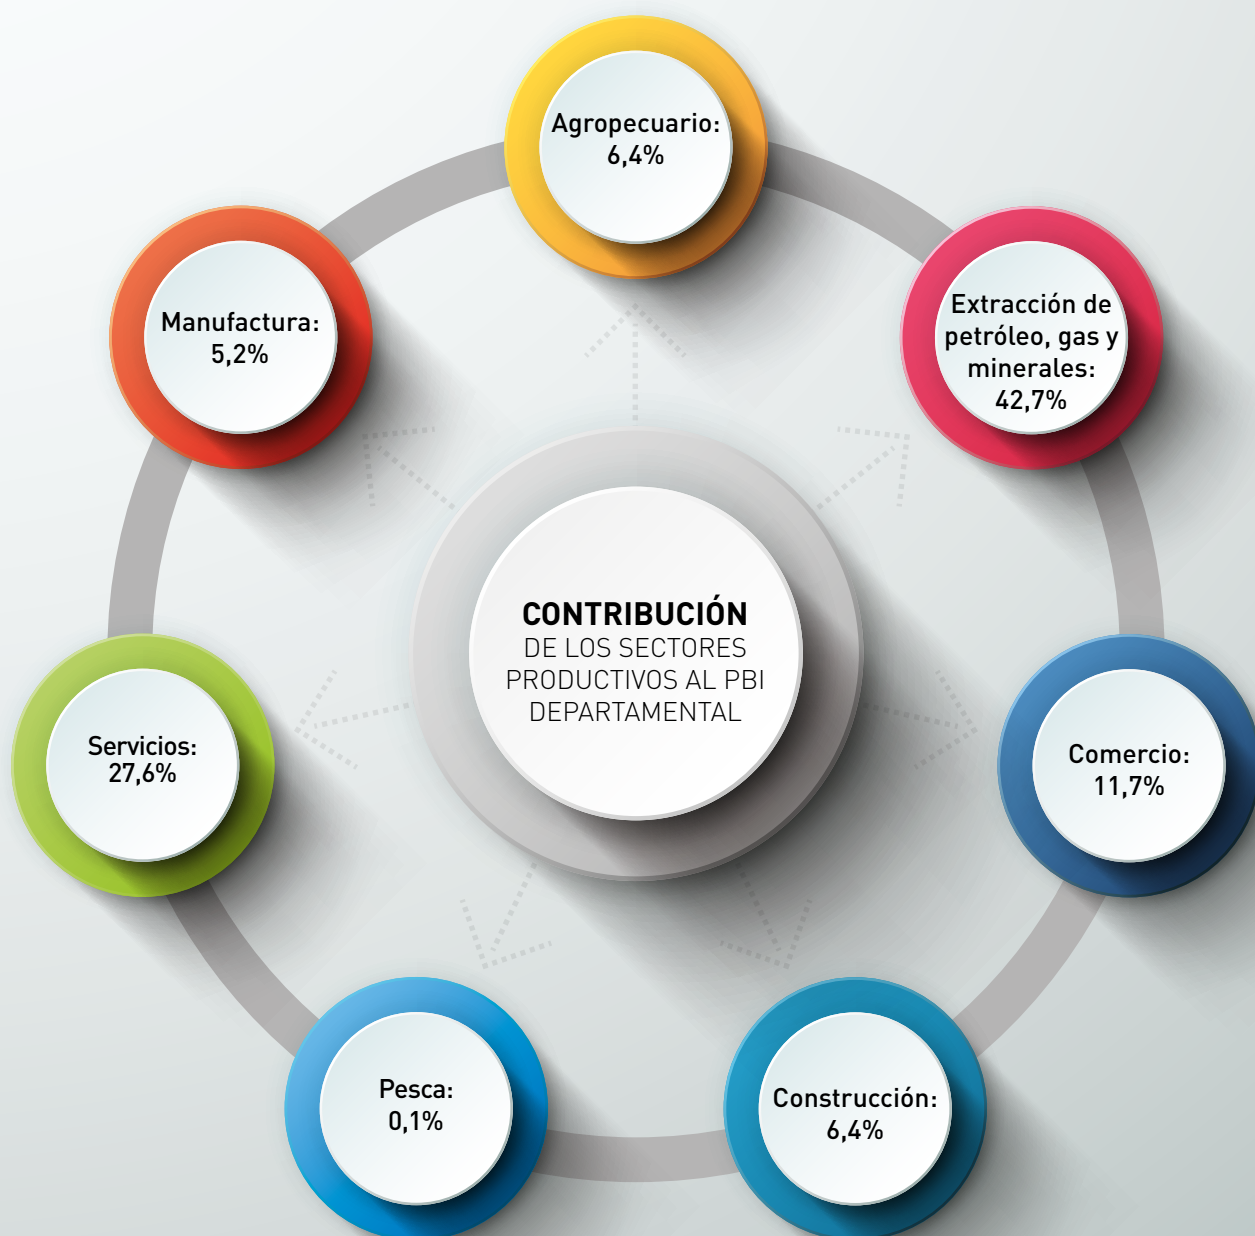 Agropecuario:
6,4%
Extracción de
petróleo, gas y
minerales:
42,7%
Manufactura:
5,2%
CONTRIBUCIÓN
DE LOS SECTORES
PRODUCTIVOS AL PBI
DEPARTAMENTAL
Servicios:
27,6%
Comercio:
11,7%
Pesca:
0,1%
Construcción:
6,4%